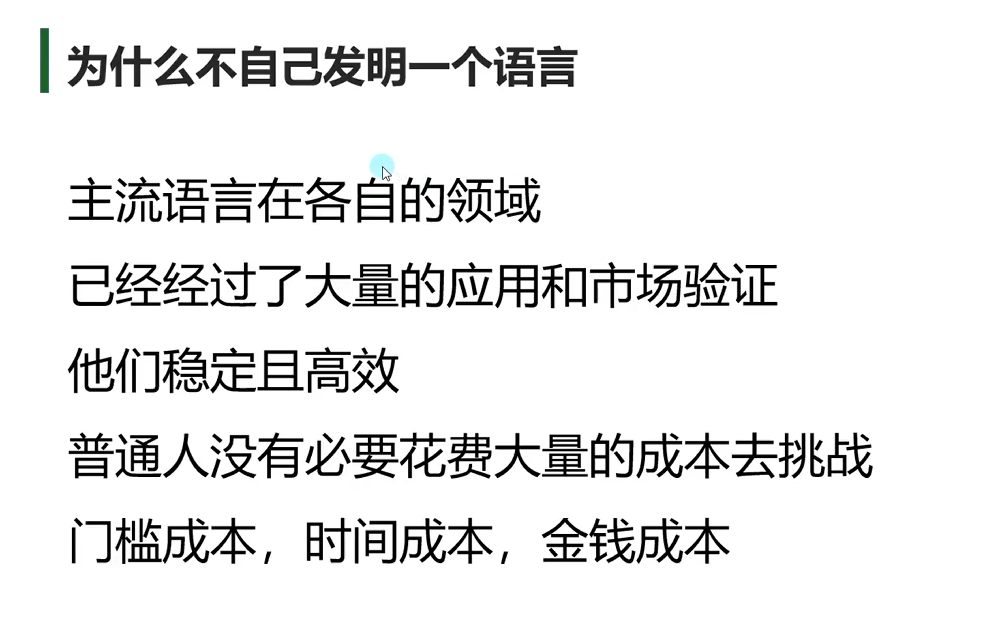 为什么不自己发明一个语言
主流语言在各自的领域
已经经过了大量的应用和市场验证
他们稳定且高效
普通人没有必要花费大量的成本去挑战
门槛成本，时间成本，金钱成本